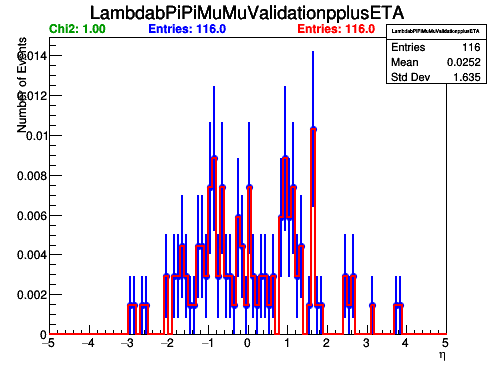 LambdabPiPiMuMuValidationpplusETA
Chi2: 1.00 Entries: 116.0 Entries: 116.0
LambdabPiPiMuMuValidationpplusETA
Entries 116
Mean 0.0252
Std Dev 1.635
Number of Events
0.014
0.012
0.01
0.008
0.006
0.004
0.002
0
−5 −4 −3 −2 −1 0 1 2 3 4 5
η